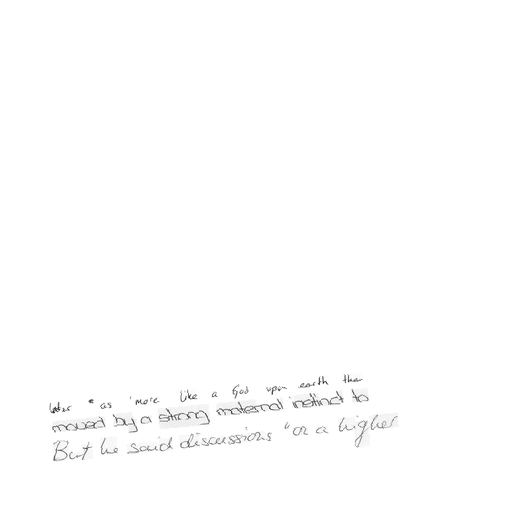 later " as 'more like a God upon earth than
moved by a strong maternal instinct to
But he said discussions "on a higher